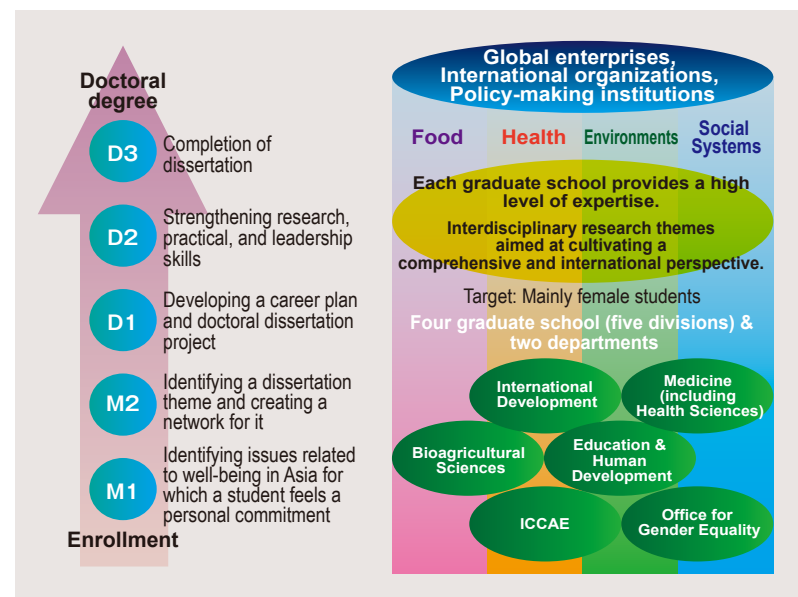 Doctoral
degree
D3
Completion of
dissertation
D2
Strengthening research,
practical, and leadership
skills
D1
Developing a career plan
and doctoral dissertation
project
M2
Identifying a dissertation
theme and creating a
network for it
M1
Identifying issues related
to well-being in Asia for
which a student feels a
personal commitment
Enrollment
Global enterprises,
International organizations,
Policy-making institutions
Food
Health
Environments
Social
Systems
Each graduate school provides a high
level of expertise.
Interdisciplinary research themes
aimed at cultivating a
comprehensive and international perspective.
Target: Mainly female students
Four graduate school (five divisions) &
two departments
International
Development
Medicine
(including
Health Sciences)
Bioagricultural
Sciences
Education &
Human
Development
ICCAE
Office for
Gender Equality